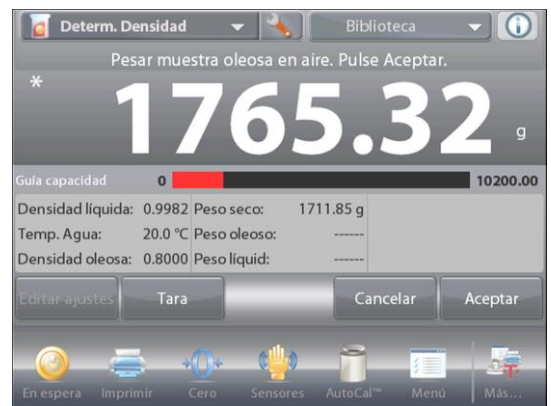 Determ. Densidad
Biblioteca
Pesar muestra oleosa en aire. Pulse Aceptar.
* 1765.32 g
Guía capacidad 0 10200.00
Densidad líquida: 0.9982 Peso seco: 1711.85 g
Temp. Agua: 20.0 °C Peso oleoso: ------
Densidad oleosa: 0.8000 Peso líquid: ------
Editar ajustes Tara Cancelar Aceptar
En espera Imprimir Cero Sensores AutoCal™ Menú Más...